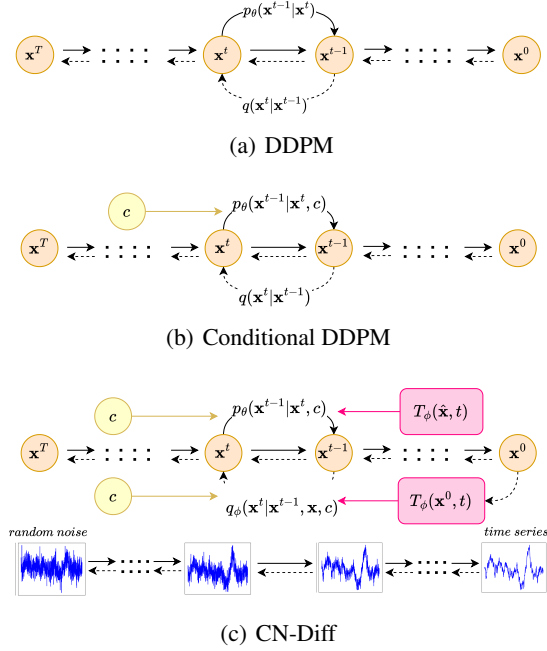 p_θ(x^{t−1}|x^t)
x^T x^t x^{t−1} x^0
q(x^t|x^{t−1})
(a) DDPM
c p_θ(x^{t−1}|x^t, c)
x^T x^t x^{t−1} x^0
q(x^t|x^{t−1})
(b) Conditional DDPM
c p_θ(x^{t−1}|x^t, c) T_ϕ(x̂, t)
x^T x^t x^{t−1} x^0
c q_ϕ(x^t|x^{t−1}, x, c) T_ϕ(x^0, t)
random noise time series
(c) CN-Diff